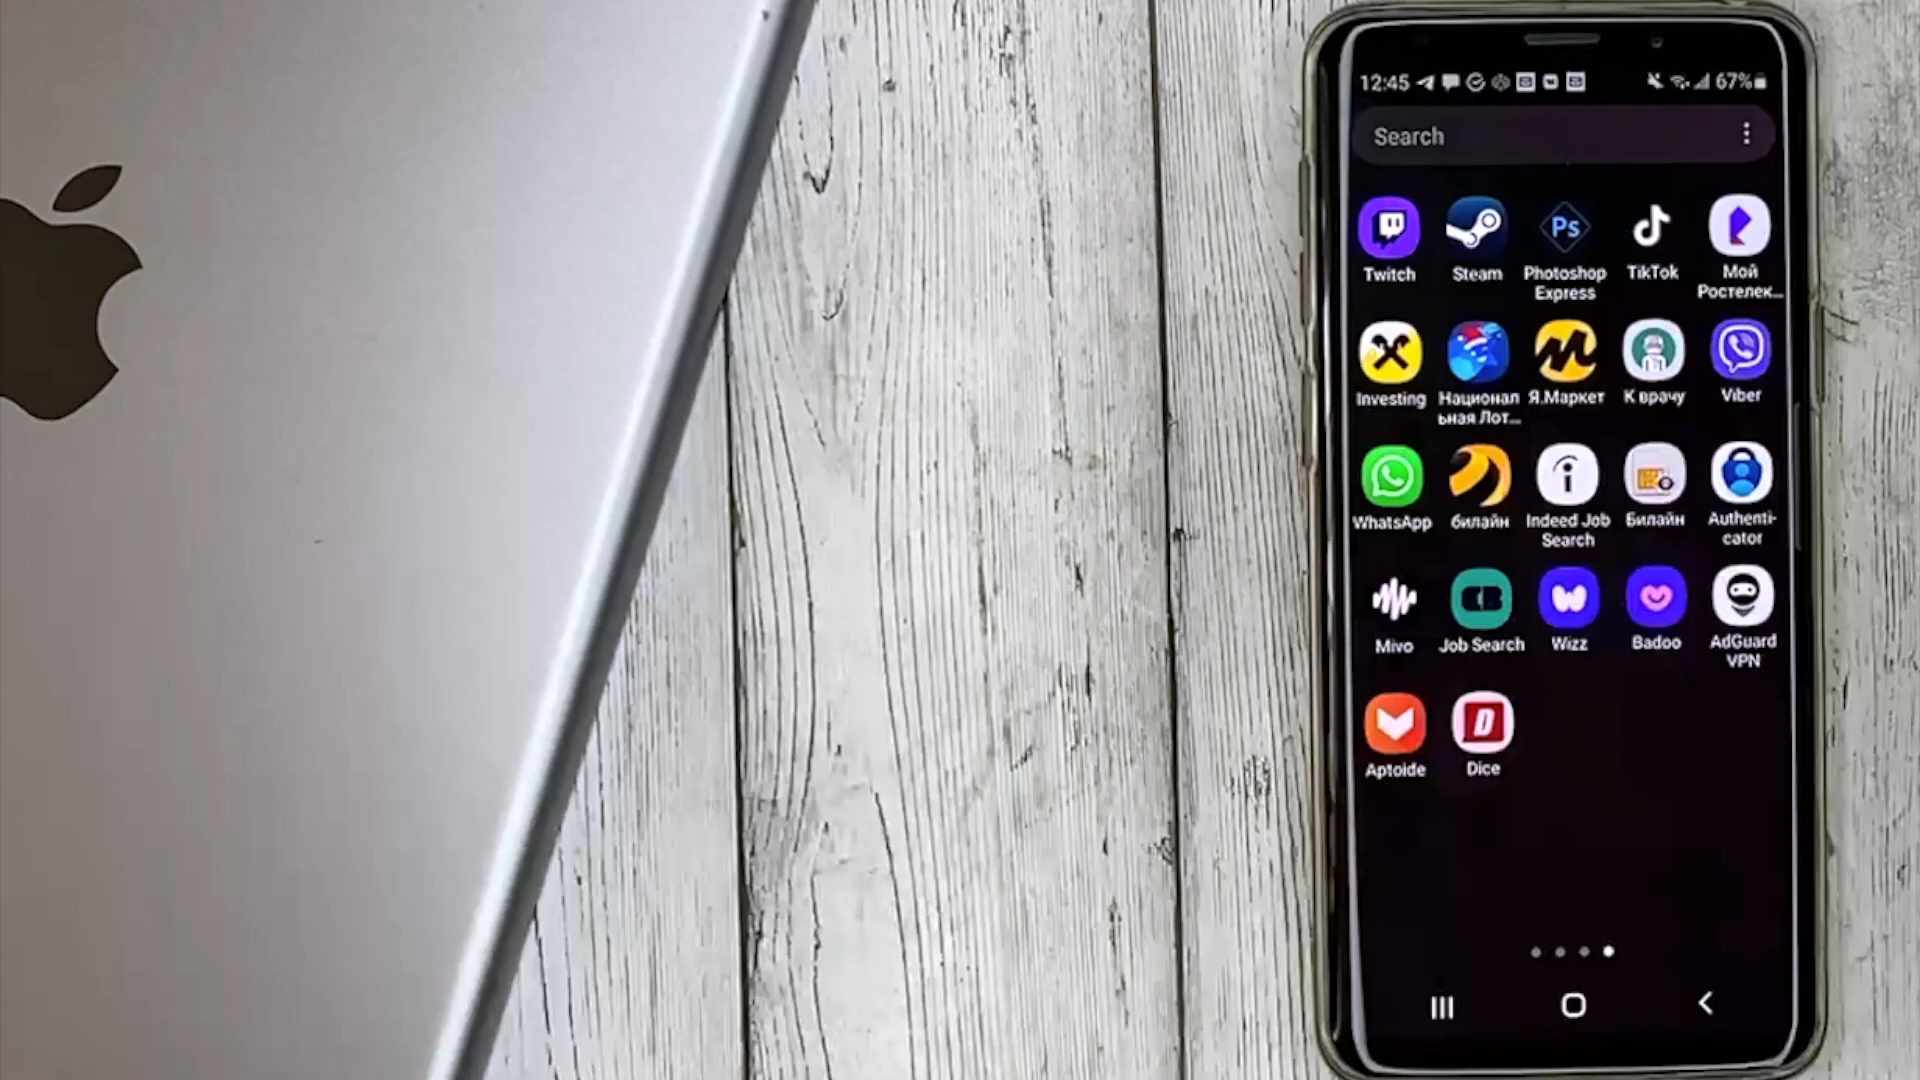 12:45
67%
Search
Twitch
Steam
Ps
Photoshop
Express
TikTok
Мой
Ростелек...
Investing
Национал
ьная Лот...
Я.Маркет
К врачу
Viber
WhatsApp
билайн
Indeed Job
Search
Билайн
Authenti-
cator
Mivo
Job Search
Wizz
Badoo
AdGuard
VPN
Aptoide
D
Dice